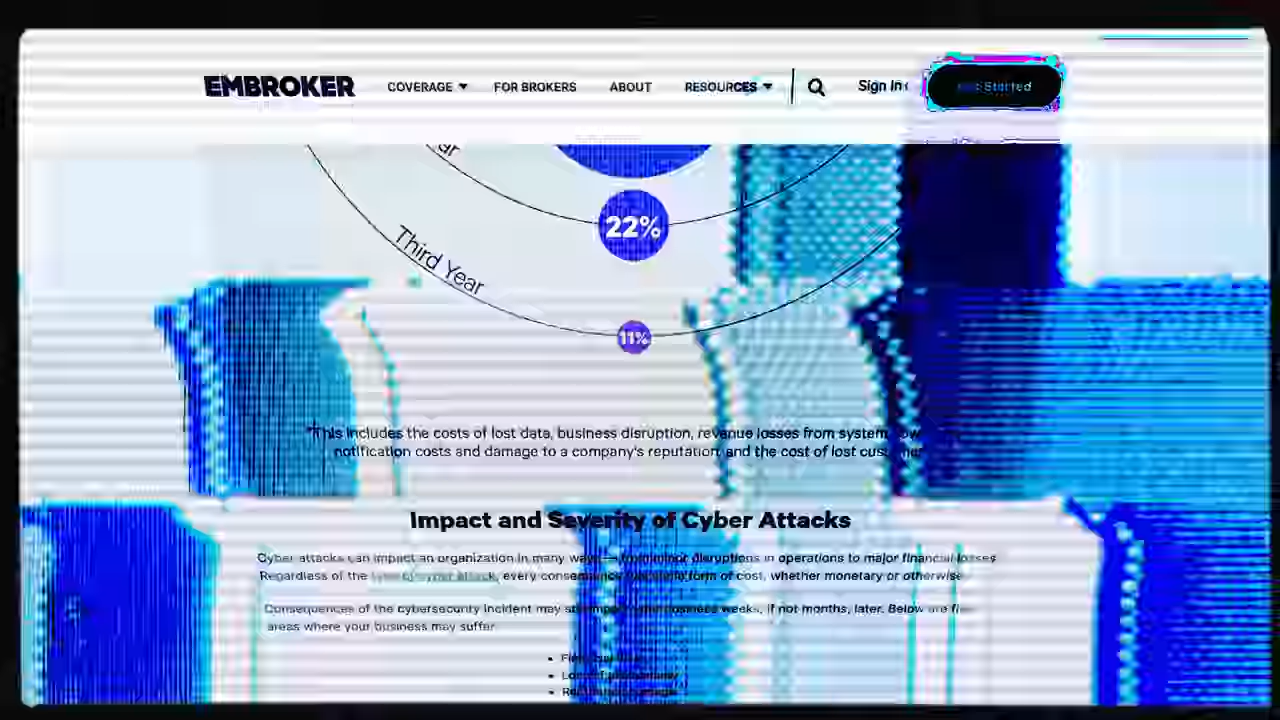 EMBROKER COVERAGE FOR BROKERS ABOUT RESOURCES Sign In Get Started
22%
Third Year
11%
*This includes the costs of lost data, business disruption, revenue losses from system
notification costs and damage to a company's reputation, and the cost of lost
Impact and Severity of Cyber Attacks
Cyber attacks can impact an organization in many ways — from minor disruptions in operations to major financial losses
Regardless of the type of cyber attack, every consequence has some form of cost, whether monetary or otherwise
Consequences of the cybersecurity incident may still impact your business weeks, if not months, later. Below are
areas where your business may suffer